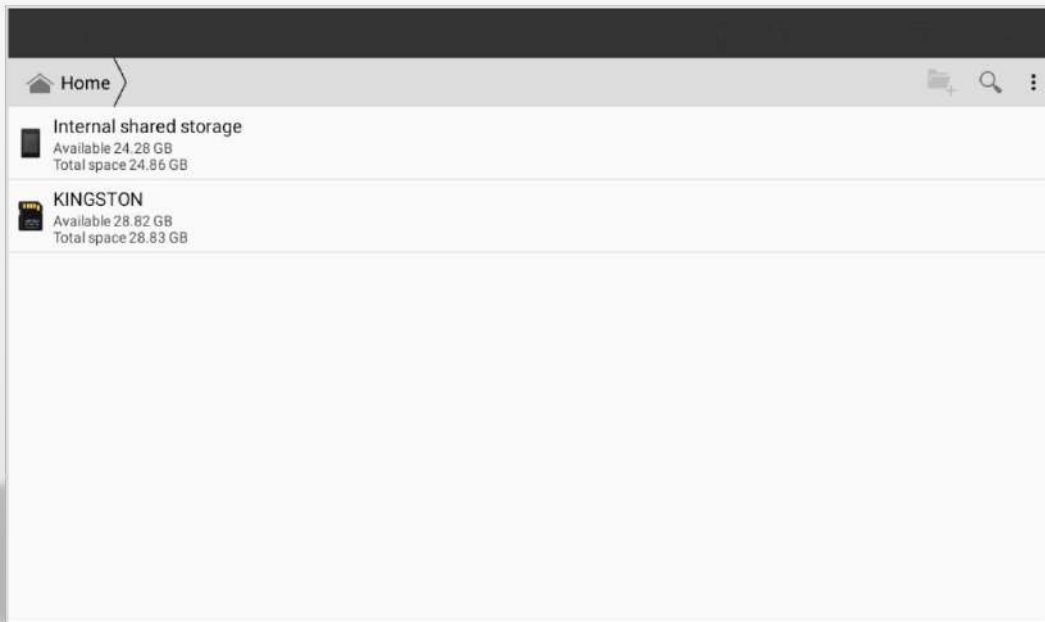 Home
Internal shared storage
Available 24.28 GB
Total space 24.86 GB
KINGSTON
Available 28.82 GB
Total space 28.83 GB